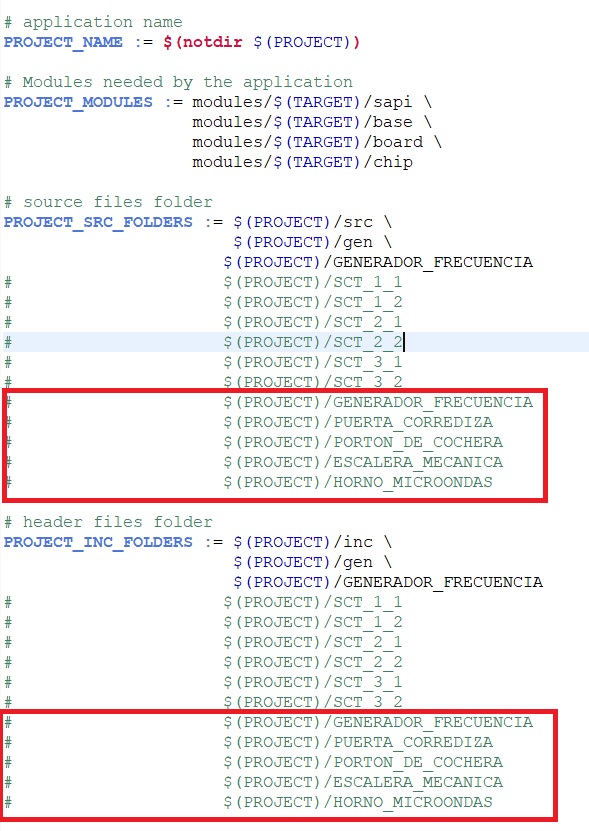 # application name
PROJECT_NAME := $(notdir $(PROJECT))
# Modules needed by the application
PROJECT_MODULES := modules/$(TARGET)/sapi \
modules/$(TARGET)/base \
modules/$(TARGET)/board \
modules/$(TARGET)/chip
# source files folder
PROJECT_SRC_FOLDERS := $(PROJECT)/src \
$(PROJECT)/gen \
$(PROJECT)/GENERADOR_FRECUENCIA
# $(PROJECT)/SCT_1_1
# $(PROJECT)/SCT_1_2
# $(PROJECT)/SCT_2_1
# $(PROJECT)/SCT_2_2
# $(PROJECT)/SCT_3_1
# $(PROJECT)/SCT_3_2
# $(PROJECT)/GENERADOR_FRECUENCIA
# $(PROJECT)/PUERTA_CORREDIZA
# $(PROJECT)/PORTON_DE_COCHERA
# $(PROJECT)/ESCALERA_MECANICA
# $(PROJECT)/HORNO_MICROONDAS
# header files folder
PROJECT_INC_FOLDERS := $(PROJECT)/inc \
$(PROJECT)/gen \
$(PROJECT)/GENERADOR_FRECUENCIA
# $(PROJECT)/SCT_1_1
# $(PROJECT)/SCT_1_2
# $(PROJECT)/SCT_2_1
# $(PROJECT)/SCT_2_2
# $(PROJECT)/SCT_3_1
# $(PROJECT)/SCT_3_2
# $(PROJECT)/GENERADOR_FRECUENCIA
# $(PROJECT)/PUERTA_CORREDIZA
# $(PROJECT)/PORTON_DE_COCHERA
# $(PROJECT)/ESCALERA_MECANICA
# $(PROJECT)/HORNO_MICROONDAS